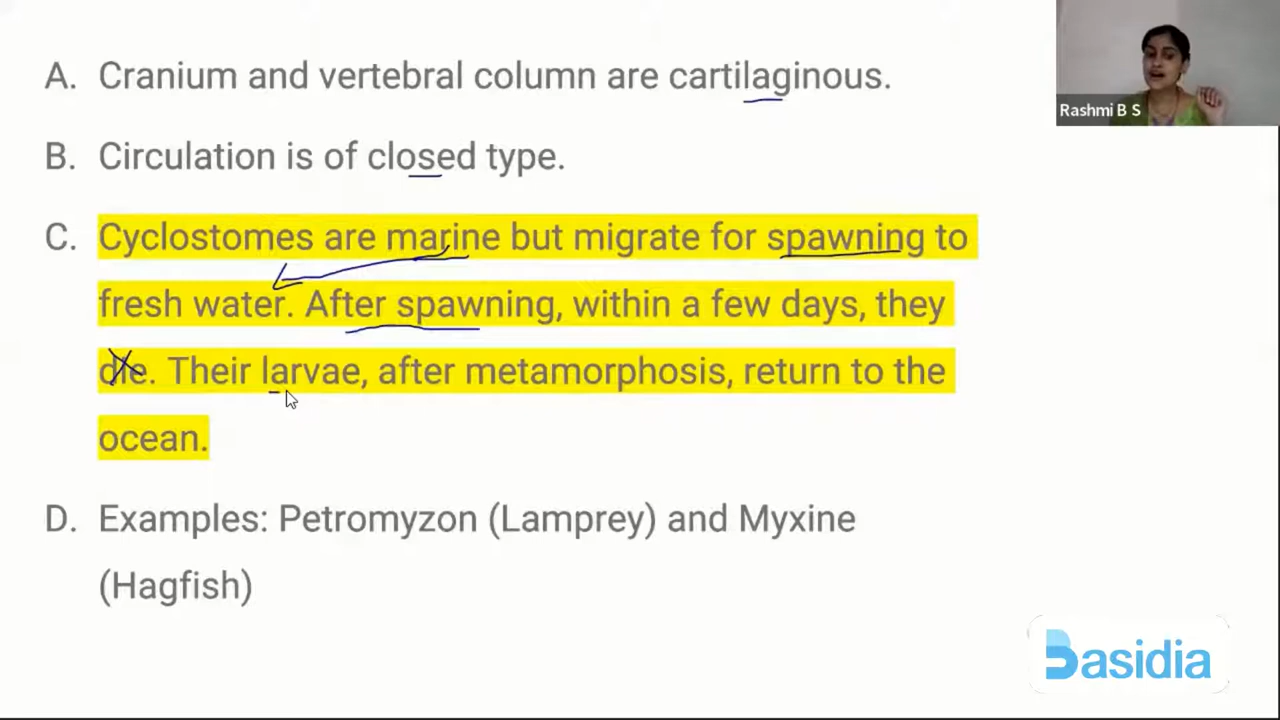 A. Cranium and vertebral column are cartilaginous.
Rashmi B S
B. Circulation is of closed type.
C. Cyclostomes are marine but migrate for spawning to
fresh water. After spawning, within a few days, they
die. Their larvae, after metamorphosis, return to the
ocean.
D. Examples: Petromyzon (Lamprey) and Myxine
(Hagfish)
Basidia